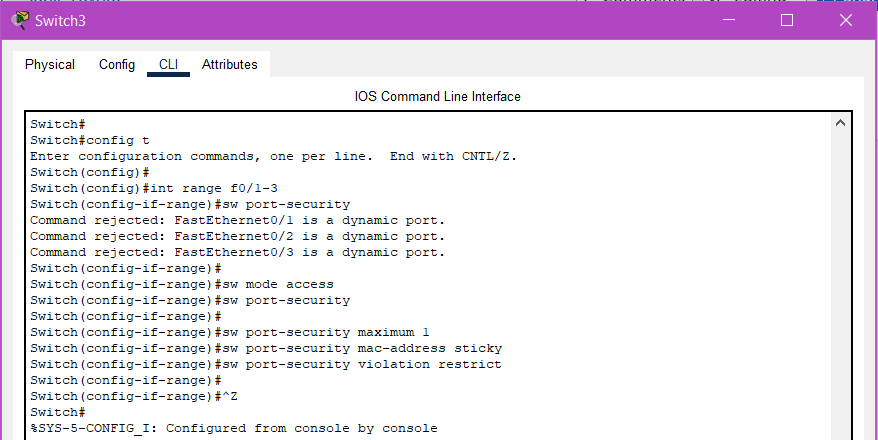 Switch3
Physical Config CLI Attributes
IOS Command Line Interface
Switch#
Switch#config t
Enter configuration commands, one per line.  End with CNTL/Z.
Switch(config)#
Switch(config)#int range f0/1-3
Switch(config-if-range)#sw port-security
Command rejected: FastEthernet0/1 is a dynamic port.
Command rejected: FastEthernet0/2 is a dynamic port.
Command rejected: FastEthernet0/3 is a dynamic port.
Switch(config-if-range)#
Switch(config-if-range)#sw mode access
Switch(config-if-range)#sw port-security
Switch(config-if-range)#
Switch(config-if-range)#sw port-security maximum 1
Switch(config-if-range)#sw port-security mac-address sticky
Switch(config-if-range)#sw port-security violation restrict
Switch(config-if-range)#
Switch(config-if-range)#^Z
Switch#
%SYS-5-CONFIG_I: Configured from console by console